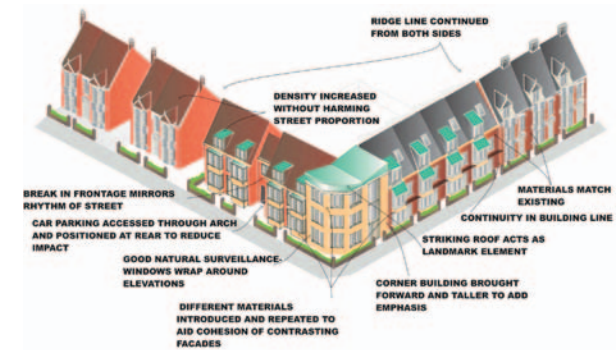 RIDGE LINE CONTINUED
FROM BOTH SIDES
DENSITY INCREASED
WITHOUT HARMING
STREET PROPORTION
BREAK IN FRONTAGE MIRRORS
RHYTHM OF STREET
CAR PARKING ACCESSED THROUGH ARCH
AND POSITIONED AT REAR TO REDUCE
IMPACT
GOOD NATURAL SURVEILLANCE-
WINDOWS WRAP AROUND
ELEVATIONS
DIFFERENT MATERIALS
INTRODUCED AND REPEATED TO
AID COHESION OF CONTRASTING
FACADES
MATERIALS MATCH
EXISTING
CONTINUITY IN BUILDING LINE
STRIKING ROOF ACTS AS
LANDMARK ELEMENT
CORNER BUILDING BROUGHT
FORWARD AND TALLER TO ADD
EMPHASIS